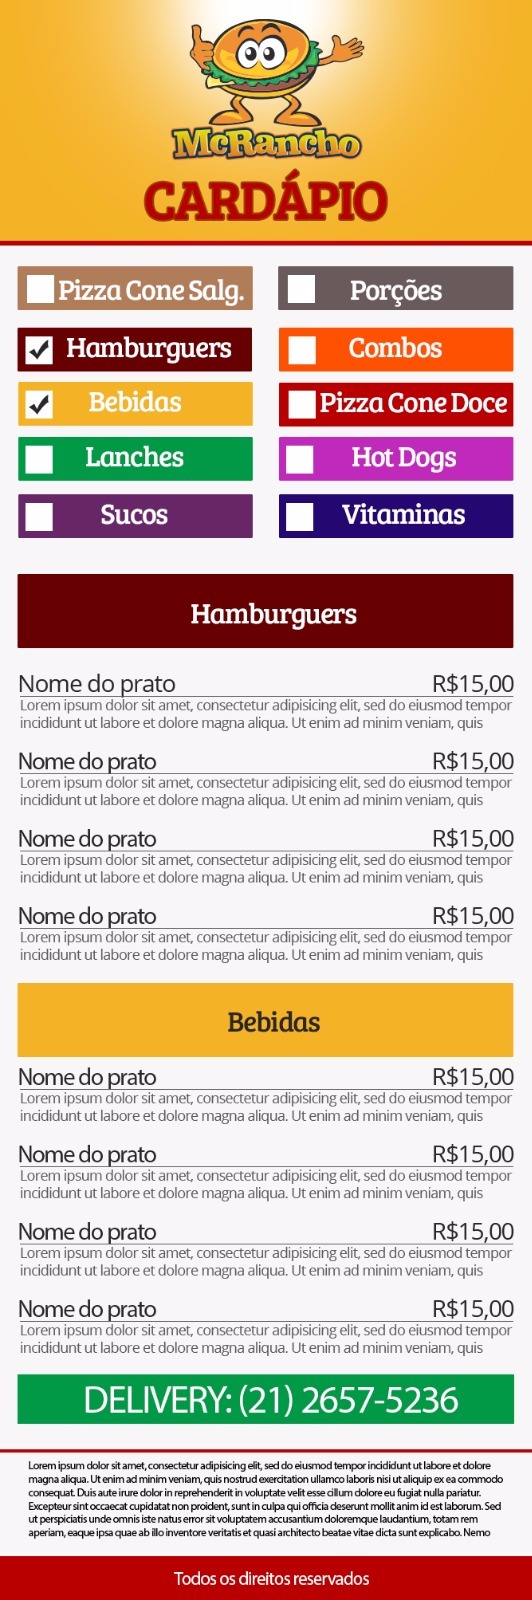 McRancho
CARDÁPIO
Pizza Cone Salg.
Porções
Hamburguers
Combos
Bebidas
Pizza Cone Doce
Lanches
Hot Dogs
Sucos
Vitaminas
Hamburguers
Nome do prato R$15,00
Lorem ipsum dolor sit amet, consectetur adipisicing elit, sed do eiusmod tempor
incididunt ut labore et dolore magna aliqua. Ut enim ad minim veniam, quis
Nome do prato R$15,00
Lorem ipsum dolor sit amet, consectetur adipisicing elit, sed do eiusmod tempor
incididunt ut labore et dolore magna aliqua. Ut enim ad minim veniam, quis
Nome do prato R$15,00
Lorem ipsum dolor sit amet, consectetur adipisicing elit, sed do eiusmod tempor
incididunt ut labore et dolore magna aliqua. Ut enim ad minim veniam, quis
Nome do prato R$15,00
Lorem ipsum dolor sit amet, consectetur adipisicing elit, sed do eiusmod tempor
incididunt ut labore et dolore magna aliqua. Ut enim ad minim veniam, quis
Bebidas
Nome do prato R$15,00
Lorem ipsum dolor sit amet, consectetur adipisicing elit, sed do eiusmod tempor
incididunt ut labore et dolore magna aliqua. Ut enim ad minim veniam, quis
Nome do prato R$15,00
Lorem ipsum dolor sit amet, consectetur adipisicing elit, sed do eiusmod tempor
incididunt ut labore et dolore magna aliqua. Ut enim ad minim veniam, quis
Nome do prato R$15,00
Lorem ipsum dolor sit amet, consectetur adipisicing elit, sed do eiusmod tempor
incididunt ut labore et dolore magna aliqua. Ut enim ad minim veniam, quis
Nome do prato R$15,00
Lorem ipsum dolor sit amet, consectetur adipisicing elit, sed do eiusmod tempor
incididunt ut labore et dolore magna aliqua. Ut enim ad minim veniam, quis
DELIVERY: (21) 2657-5236
Lorem ipsum dolor sit amet, consectetur adipisicing elit, sed do eiusmod tempor incididunt ut labore et dolore
magna aliqua. Ut enim ad minim veniam, quis nostrud exercitation ullamco laboris nisi ut aliquip ex ea commodo
consequat. Duis aute irure dolor in reprehenderit in voluptate velit esse cillum dolore eu fugiat nulla pariatur.
Excepteur sint occaecat cupidatat non proident, sunt in culpa qui officia deserunt mollit anim id est laborum. Sed
ut perspiciatis unde omnis iste natus error sit voluptatem accusantium doloremque laudantium, totam rem
aperiam, eaque ipsa quae ab illo inventore veritatis et quasi architecto beatae vitae dicta sunt explicabo. Nemo
Todos os direitos reservados